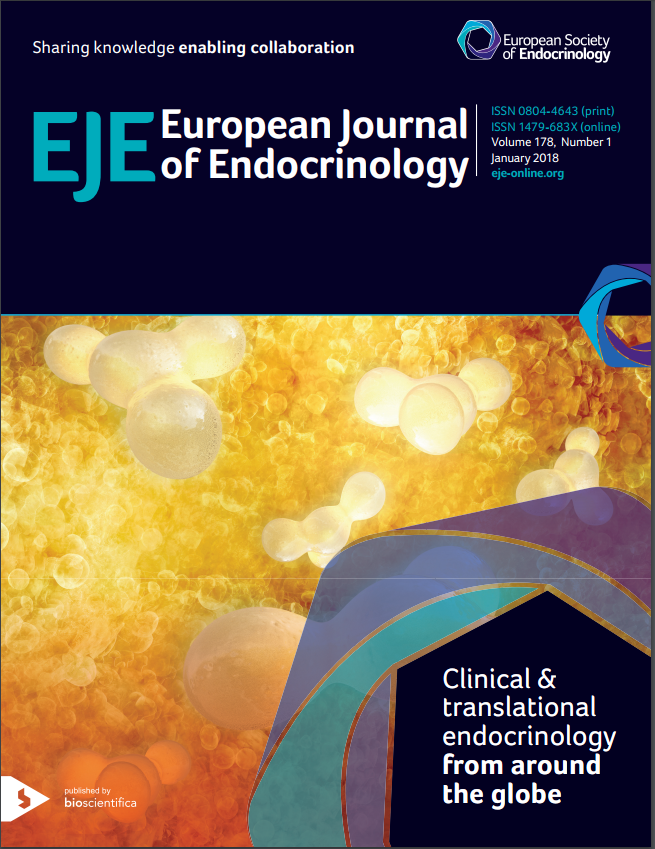 Sharing knowledge enabling collaboration
European Society
of Endocrinology
EJE
European Journal
of Endocrinology
ISSN 0804-4643 (print)
ISSN 1479-683X (online)
Volume 178, Number 1
January 2018
eje-online.org
Clinical &
translational
endocrinology
from around
the globe
published by
bioscientifica